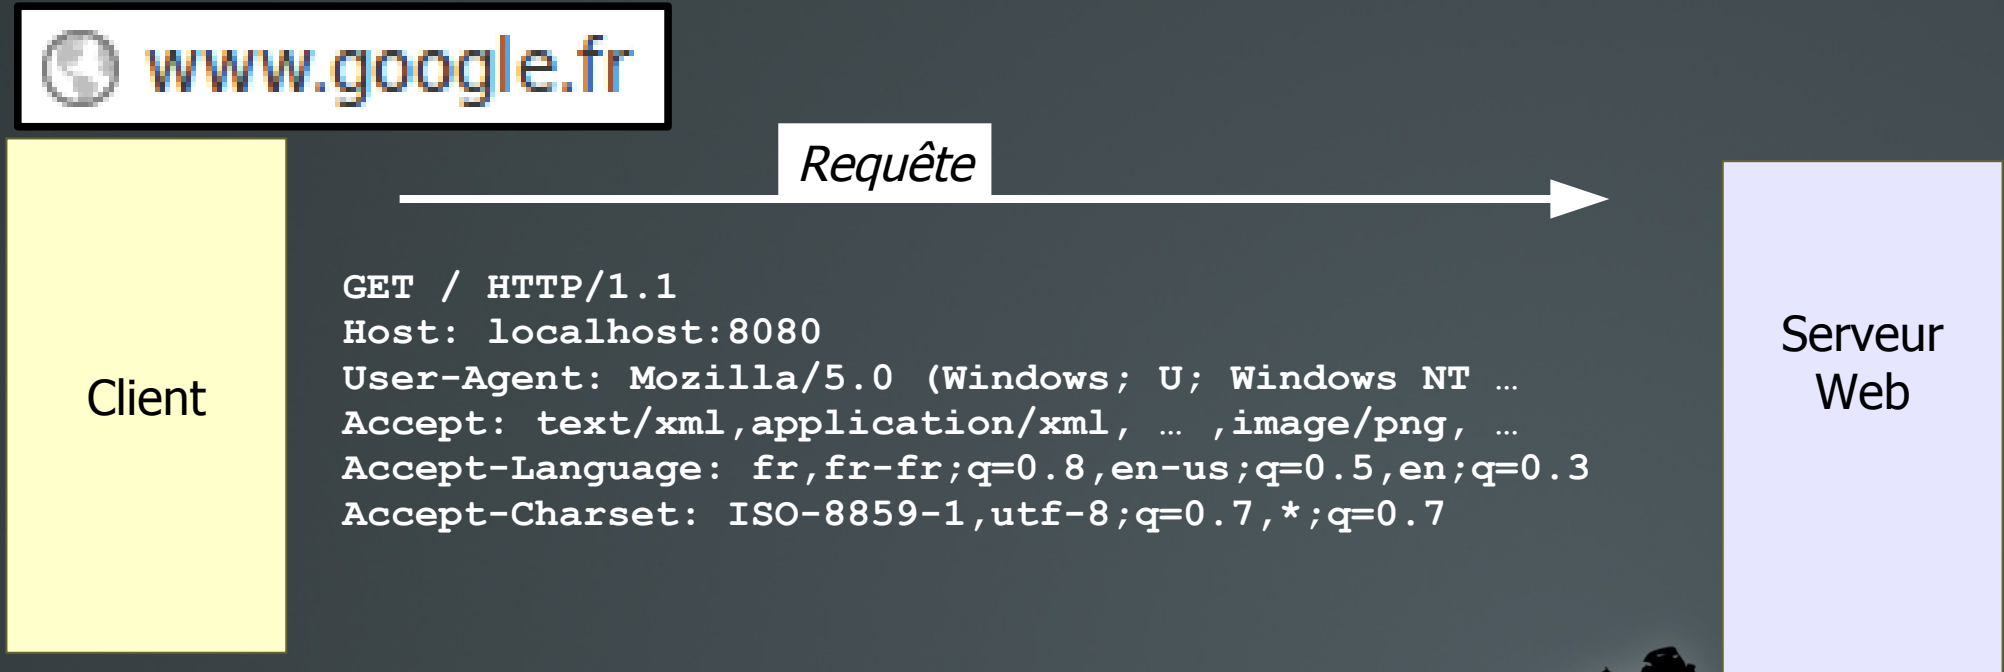 www.google.fr
Requête
GET / HTTP/1.1
Host: localhost:8080
User-Agent: Mozilla/5.0 (Windows; U; Windows NT …
Accept: text/xml,application/xml, … ,image/png, …
Accept-Language: fr,fr-fr;q=0.8,en-us;q=0.5,en;q=0.3
Accept-Charset: ISO-8859-1,utf-8;q=0.7,*;q=0.7
Client
Serveur
Web